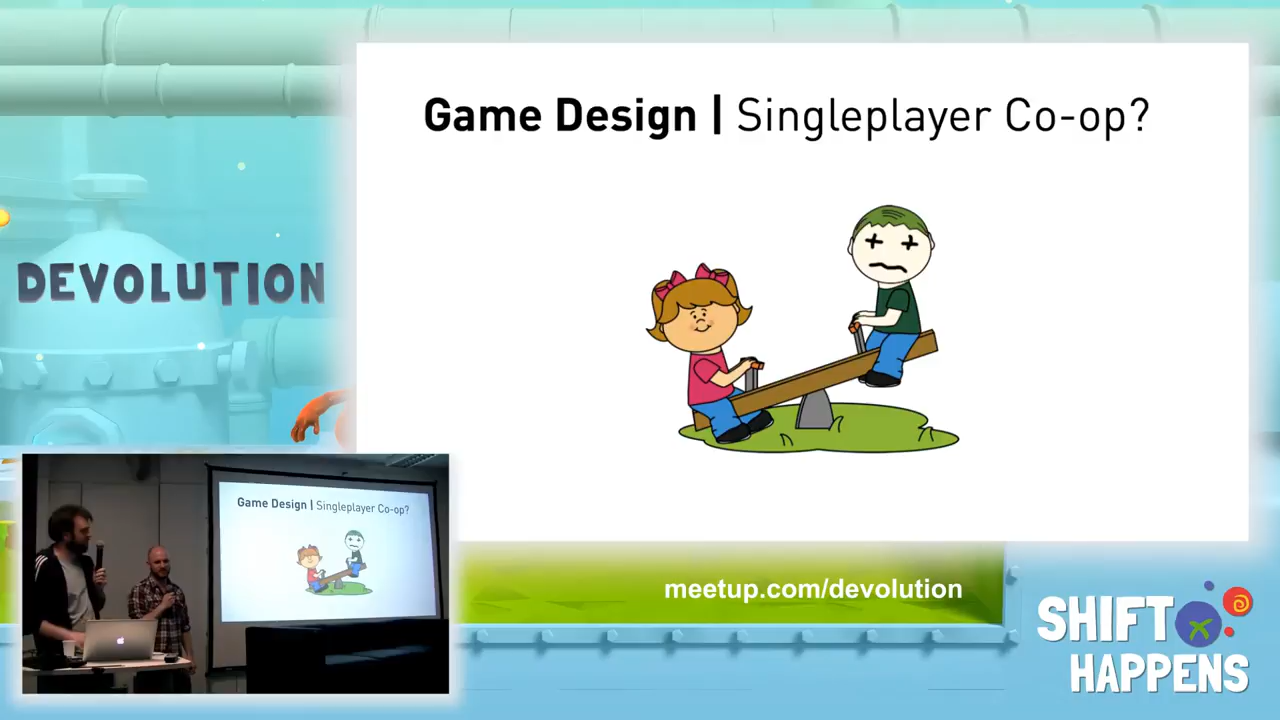 Game Design | Singleplayer Co-op?
DEVOLUTION
Game Design | Singleplayer Co-op?
meetup.com/devolution
SHIFT
HAPPENS